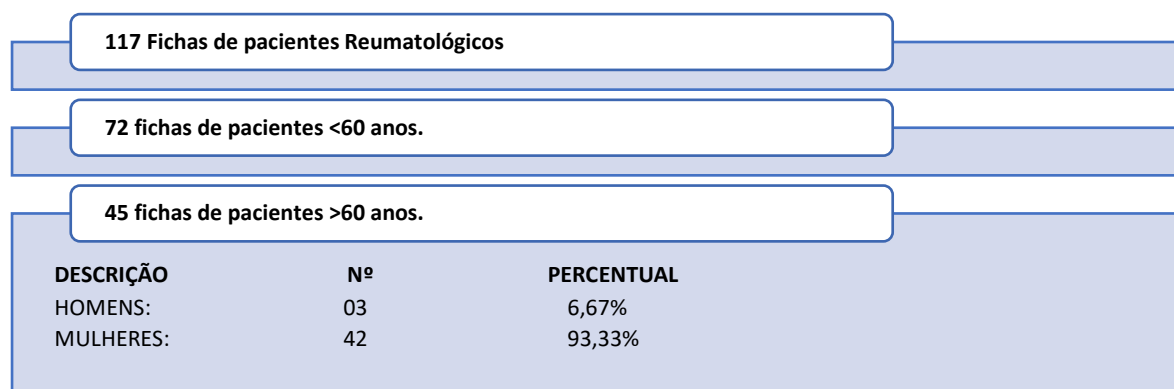 117 Fichas de pacientes Reumatológicos
72 fichas de pacientes <60 anos.
45 fichas de pacientes >60 anos.
DESCRIÇÃO Nº PERCENTUAL
HOMENS: 03 6,67%
MULHERES: 42 93,33%